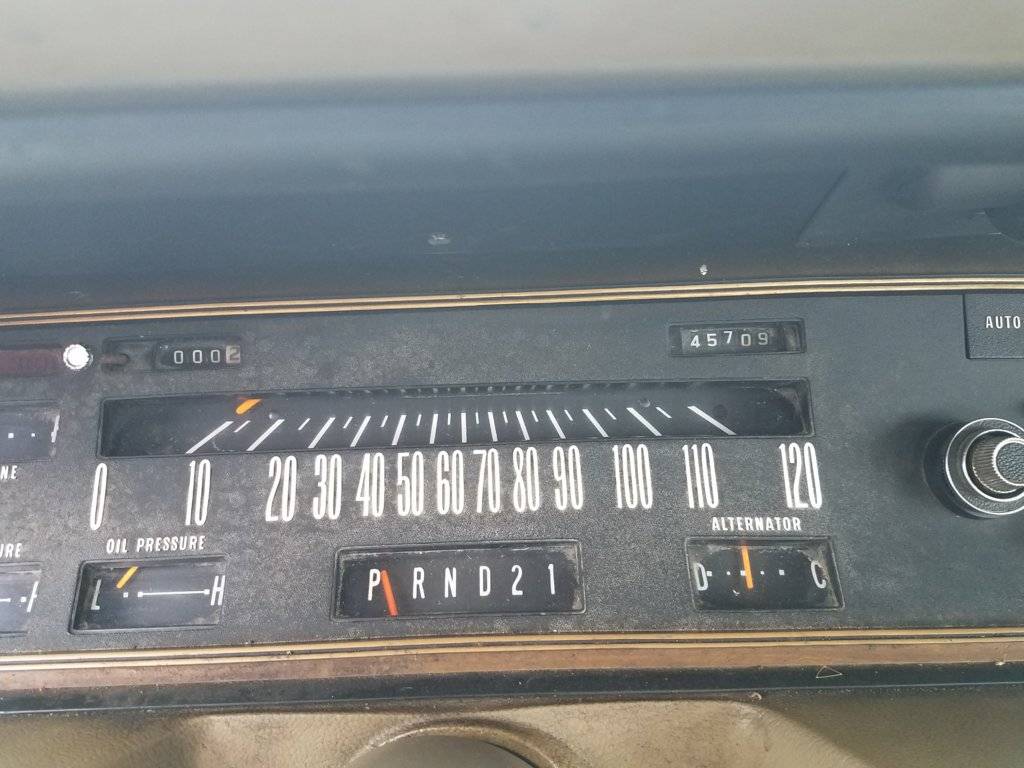 AUTO
0002
45709
NE
0 10 20 30 40 50 60 70 80 90 100 110 120
URE
OIL PRESSURE
ALTERNATOR
L H
P R N D 2 1
D C